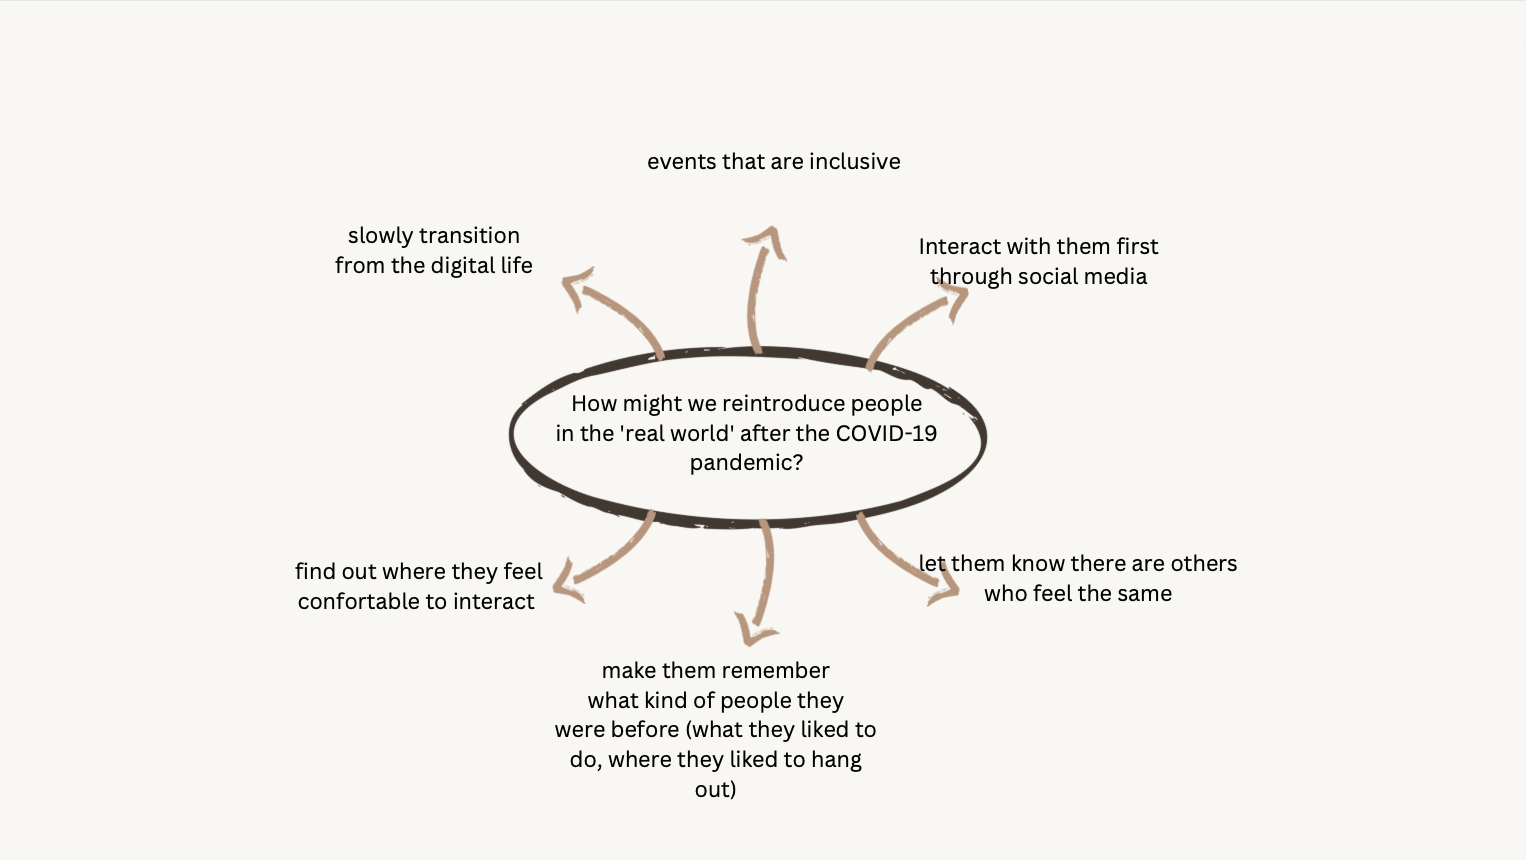 events that are inclusive
slowly transition
from the digital life
Interact with them first
through social media
How might we reintroduce people
in the 'real world' after the COVID-19
pandemic?
find out where they feel
confortable to interact
let them know there are others
who feel the same
make them remember
what kind of people they
were before (what they liked to
do, where they liked to hang
out)